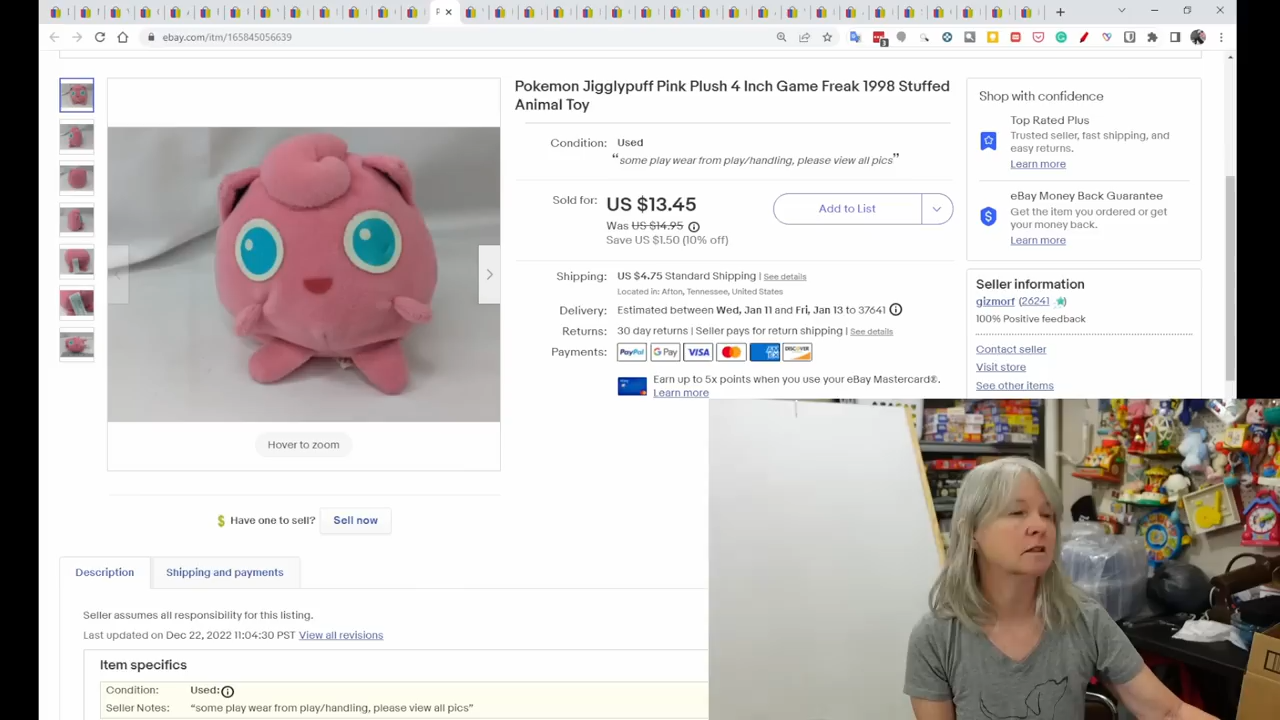 ebay.com/itm/165845056639
Pokemon Jigglypuff Pink Plush 4 Inch Game Freak 1998 Stuffed
Animal Toy
Condition: Used
“some play wear from play/handling, please view all pics”
Sold for: US $13.45
Was US $14.95
Save US $1.50 (10% off)
Add to List
Shipping: US $4.75 Standard Shipping | See details
Located in: Afton, Tennessee, United States
Delivery: Estimated between Wed, Jan 11 and Fri, Jan 13 to 37641
Returns: 30 day returns | Seller pays for return shipping | See details
Payments: PayPal G Pay VISA DISCOVER
Earn up to 5x points when you use your eBay Mastercard®.
Learn more
Shop with confidence
Top Rated Plus
Trusted seller, fast shipping, and
easy returns.
Learn more
eBay Money Back Guarantee
Get the item you ordered or get
your money back.
Learn more
Seller information
gizmorf (26241)
100% Positive feedback
Contact seller
Visit store
See other items
Hover to zoom
Have one to sell? Sell now
Description
Shipping and payments
Seller assumes all responsibility for this listing.
Last updated on Dec 22, 2022 11:04:30 PST View all revisions
Item specifics
Condition: Used:
Seller Notes: “some play wear from play/handling, please view all pics”